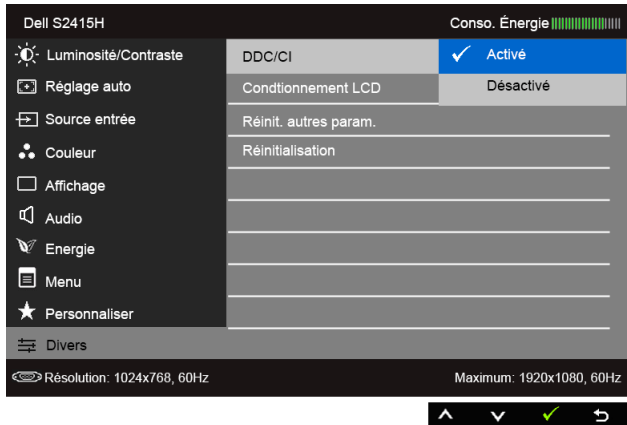 Dell S2415H
Conso. Énergie
Luminosité/Contraste
DDC/CI
Activé
Réglage auto
Condtionnement LCD
Désactivé
Source entrée
Réinit. autres param.
Couleur
Réinitialisation
Affichage
Audio
Energie
Menu
Personnaliser
Divers
Résolution: 1024x768, 60Hz
Maximum: 1920x1080, 60Hz